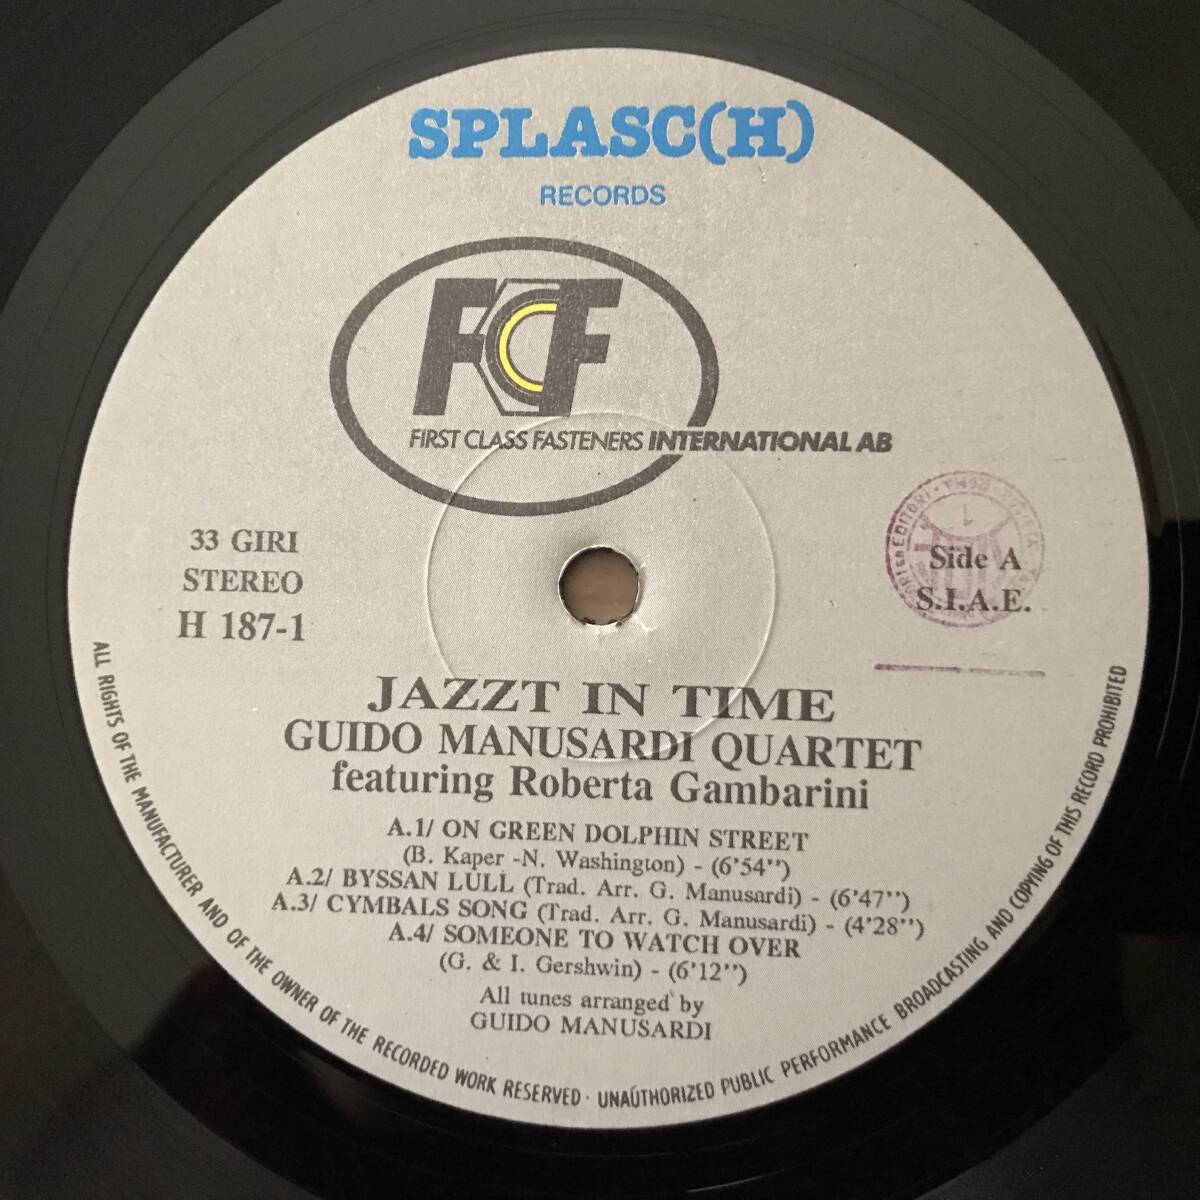 SPLASC(H)
RECORDS
FCF
FIRST CLASS FASTENERS INTERNATIONAL AB
33 GIRI
STEREO
H 187-1
EDITORI
Side A
S.I.A.E.
JAZZT IN TIME
GUIDO MANUSARDI QUARTET
featuring Roberta Gambarini
A.1/ ON GREEN DOLPHIN STREET
(B. Kaper -N. Washington) - (6'54'')
A.2/ BYSSAN LULL (Trad. Arr. G. Manusardi) - (6'47'')
A.3/ CYMBALS SONG (Trad. Arr. G. Manusardi) - (4'28'')
A.4/ SOMEONE TO WATCH OVER
(G. & I. Gershwin) - (6'12'')
All tunes arranged by
GUIDO MANUSARDI
ALL RIGHTS OF THE MANUFACTURER AND OF THE OWNER OF THE RECORDED WORK RESERVED · UNAÚTHORIZED PUBLIC PERFORMANCE BROADCASTING AND COPYING OF THIS RECORD PROHIBITED